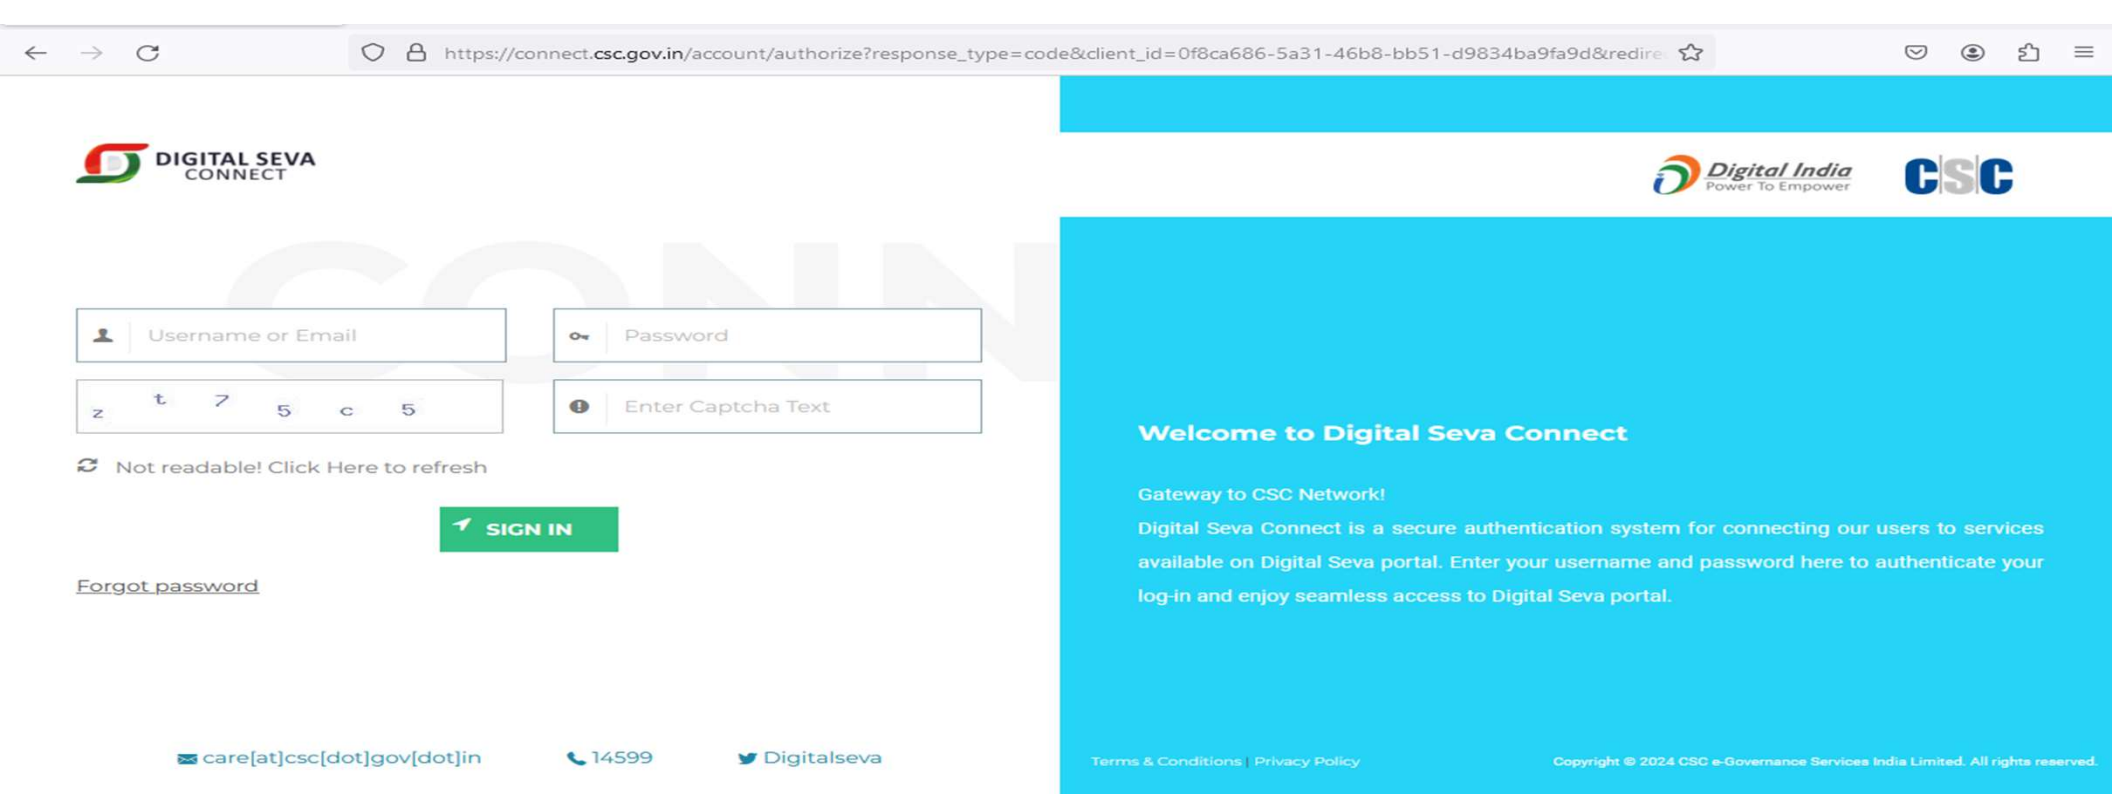 https://connect.csc.gov.in/account/authorize?response_type=code&client_id=0f8ca686-5a31-46b8-bb51-d9834ba9fa9d&redire
DIGITAL SEVA
CONNECT
Digital India
Power To Empower
CSC
CONN
Username or Email
Password
z t 7 5 c 5
Enter Captcha Text
Not readable! Click Here to refresh
SIGN IN
Forgot password
Welcome to Digital Seva Connect
Gateway to CSC Network!
Digital Seva Connect is a secure authentication system for connecting our users to services
available on Digital Seva portal. Enter your username and password here to authenticate your
log-in and enjoy seamless access to Digital Seva portal.
care[at]csc[dot]gov[dot]in
14599
Digitalseva
Terms & Conditions | Privacy Policy
Copyright © 2024 CSC e-Governance Services India Limited. All rights reserved.